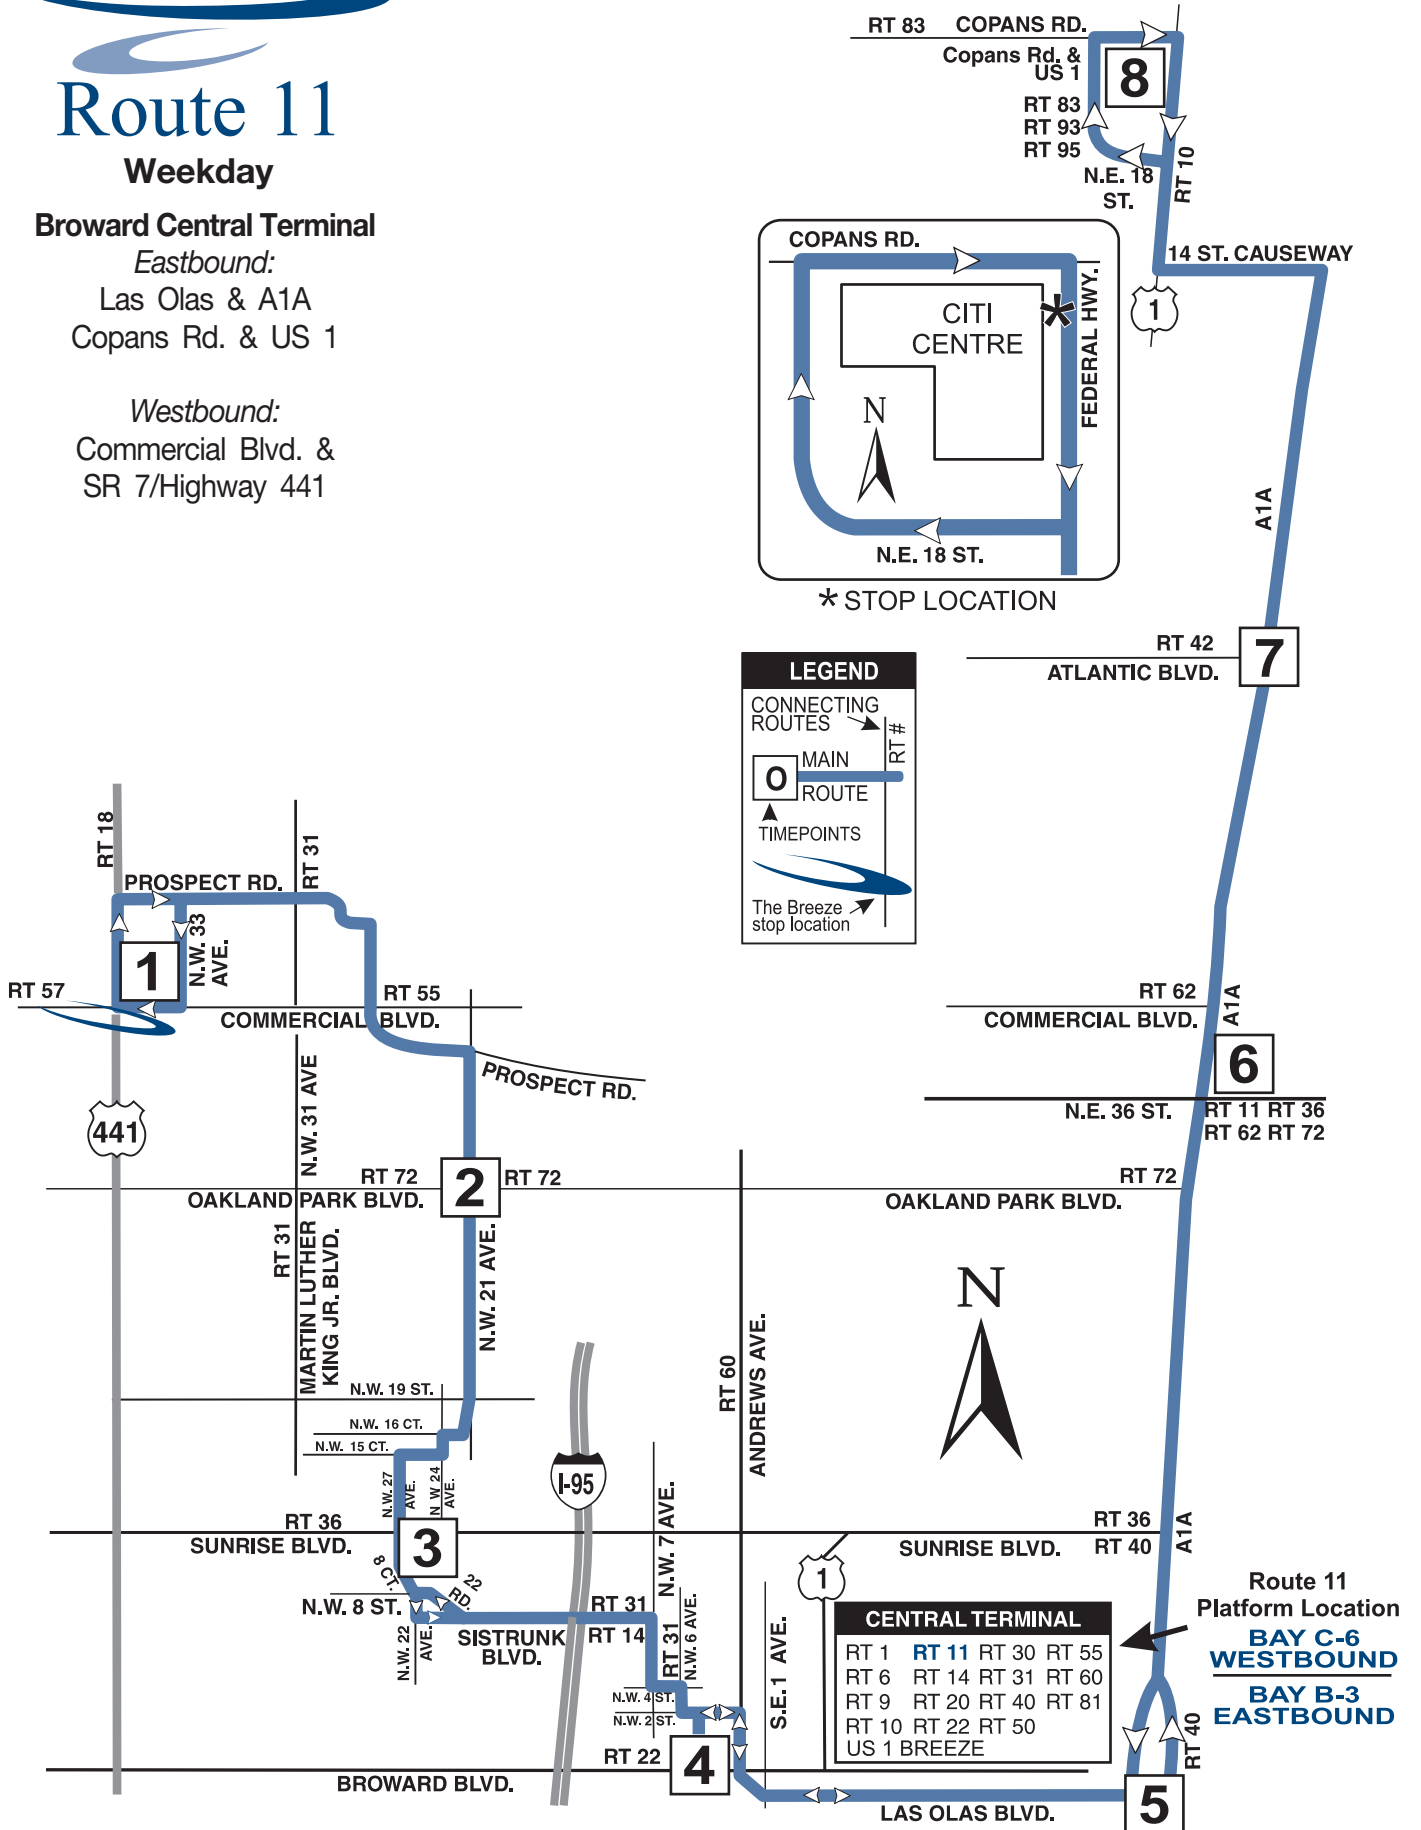 Route 11
Weekday
Broward Central Terminal
Eastbound:
Las Olas & A1A
Copans Rd. & US 1
Westbound:
Commercial Blvd. &
SR 7/Highway 441
RT 83 COPANS RD.
Copans Rd. &
US 1
8
RT 83
RT 93
RT 95
N.E. 18
ST.
RT 10
14 ST. CAUSEWAY
1
COPANS RD.
CITI
CENTRE
*
FEDERAL HWY.
N
N.E. 18 ST.
* STOP LOCATION
A1A
RT 42
ATLANTIC BLVD.
7
LEGEND
CONNECTING
ROUTES
RT #
O
MAIN
ROUTE
TIMEPOINTS
The Breeze
stop location
RT 18
RT 31
PROSPECT RD.
N.W. 33
AVE.
1
RT 57
RT 55
COMMERCIAL BLVD.
PROSPECT RD.
RT 62
COMMERCIAL BLVD.
A1A
6
N.E. 36 ST.
RT 11 RT 36
RT 62 RT 72
441
N.W. 31 AVE
RT 72
2
RT 72
OAKLAND PARK BLVD.
RT 72
OAKLAND PARK BLVD.
RT 31
MARTIN LUTHER
KING JR. BLVD.
N.W. 21 AVE.
N
RT 60
ANDREWS AVE.
N.W. 19 ST.
N.W. 16 CT.
N.W. 15 CT.
N.W. 27
AVE.
N W 24
AVE.
I-95
N.W. 7 AVE.
RT 36
SUNRISE BLVD.
3
RT 36
SUNRISE BLVD.
RT 40
A1A
8 CT.
22
RD.
N.W. 8 ST.
N.W. 22
AVE.
SISTRUNK
BLVD.
RT 31
RT 14
RT 31
N.W. 6 AVE.
N.W. 4 ST.
N.W. 2 ST.
1
S.E. 1 AVE.
CENTRAL TERMINAL
RT 1 RT 11 RT 30 RT 55
RT 6 RT 14 RT 31 RT 60
RT 9 RT 20 RT 40 RT 81
RT 10 RT 22 RT 50
US 1 BREEZE
Route 11
Platform Location
BAY C-6
WESTBOUND
BAY B-3
EASTBOUND
RT 40
RT 22
4
BROWARD BLVD.
LAS OLAS BLVD.
5